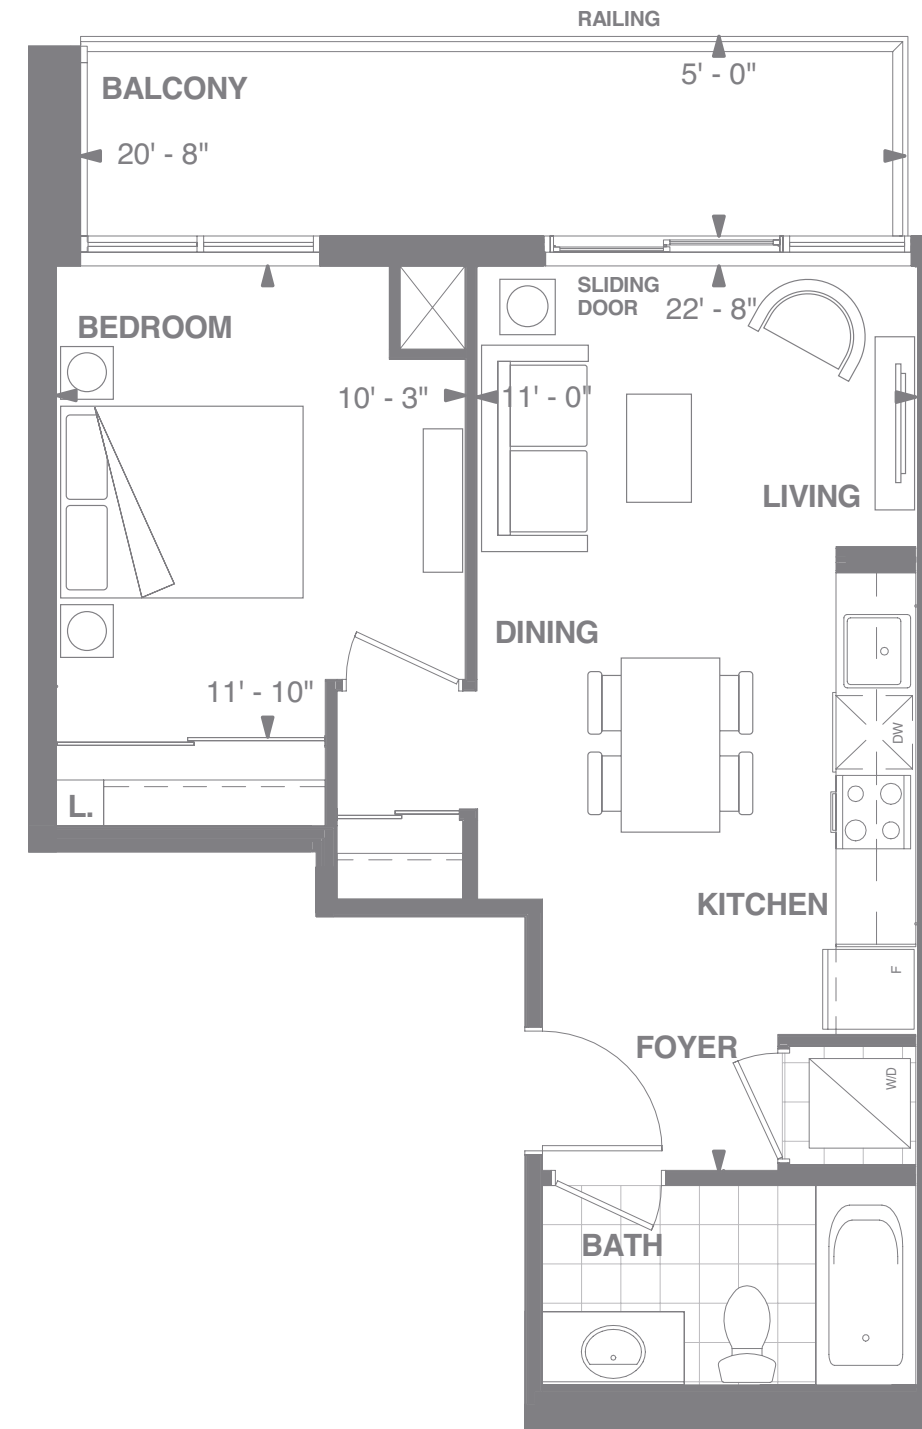 RAILING
5' - 0"
BALCONY
20' - 8"
SLIDING
DOOR
22' - 8"
BEDROOM
10' - 3"
11' - 0"
LIVING
DINING
11' - 10"
DW
L.
KITCHEN
F
FOYER
W/D
BATH